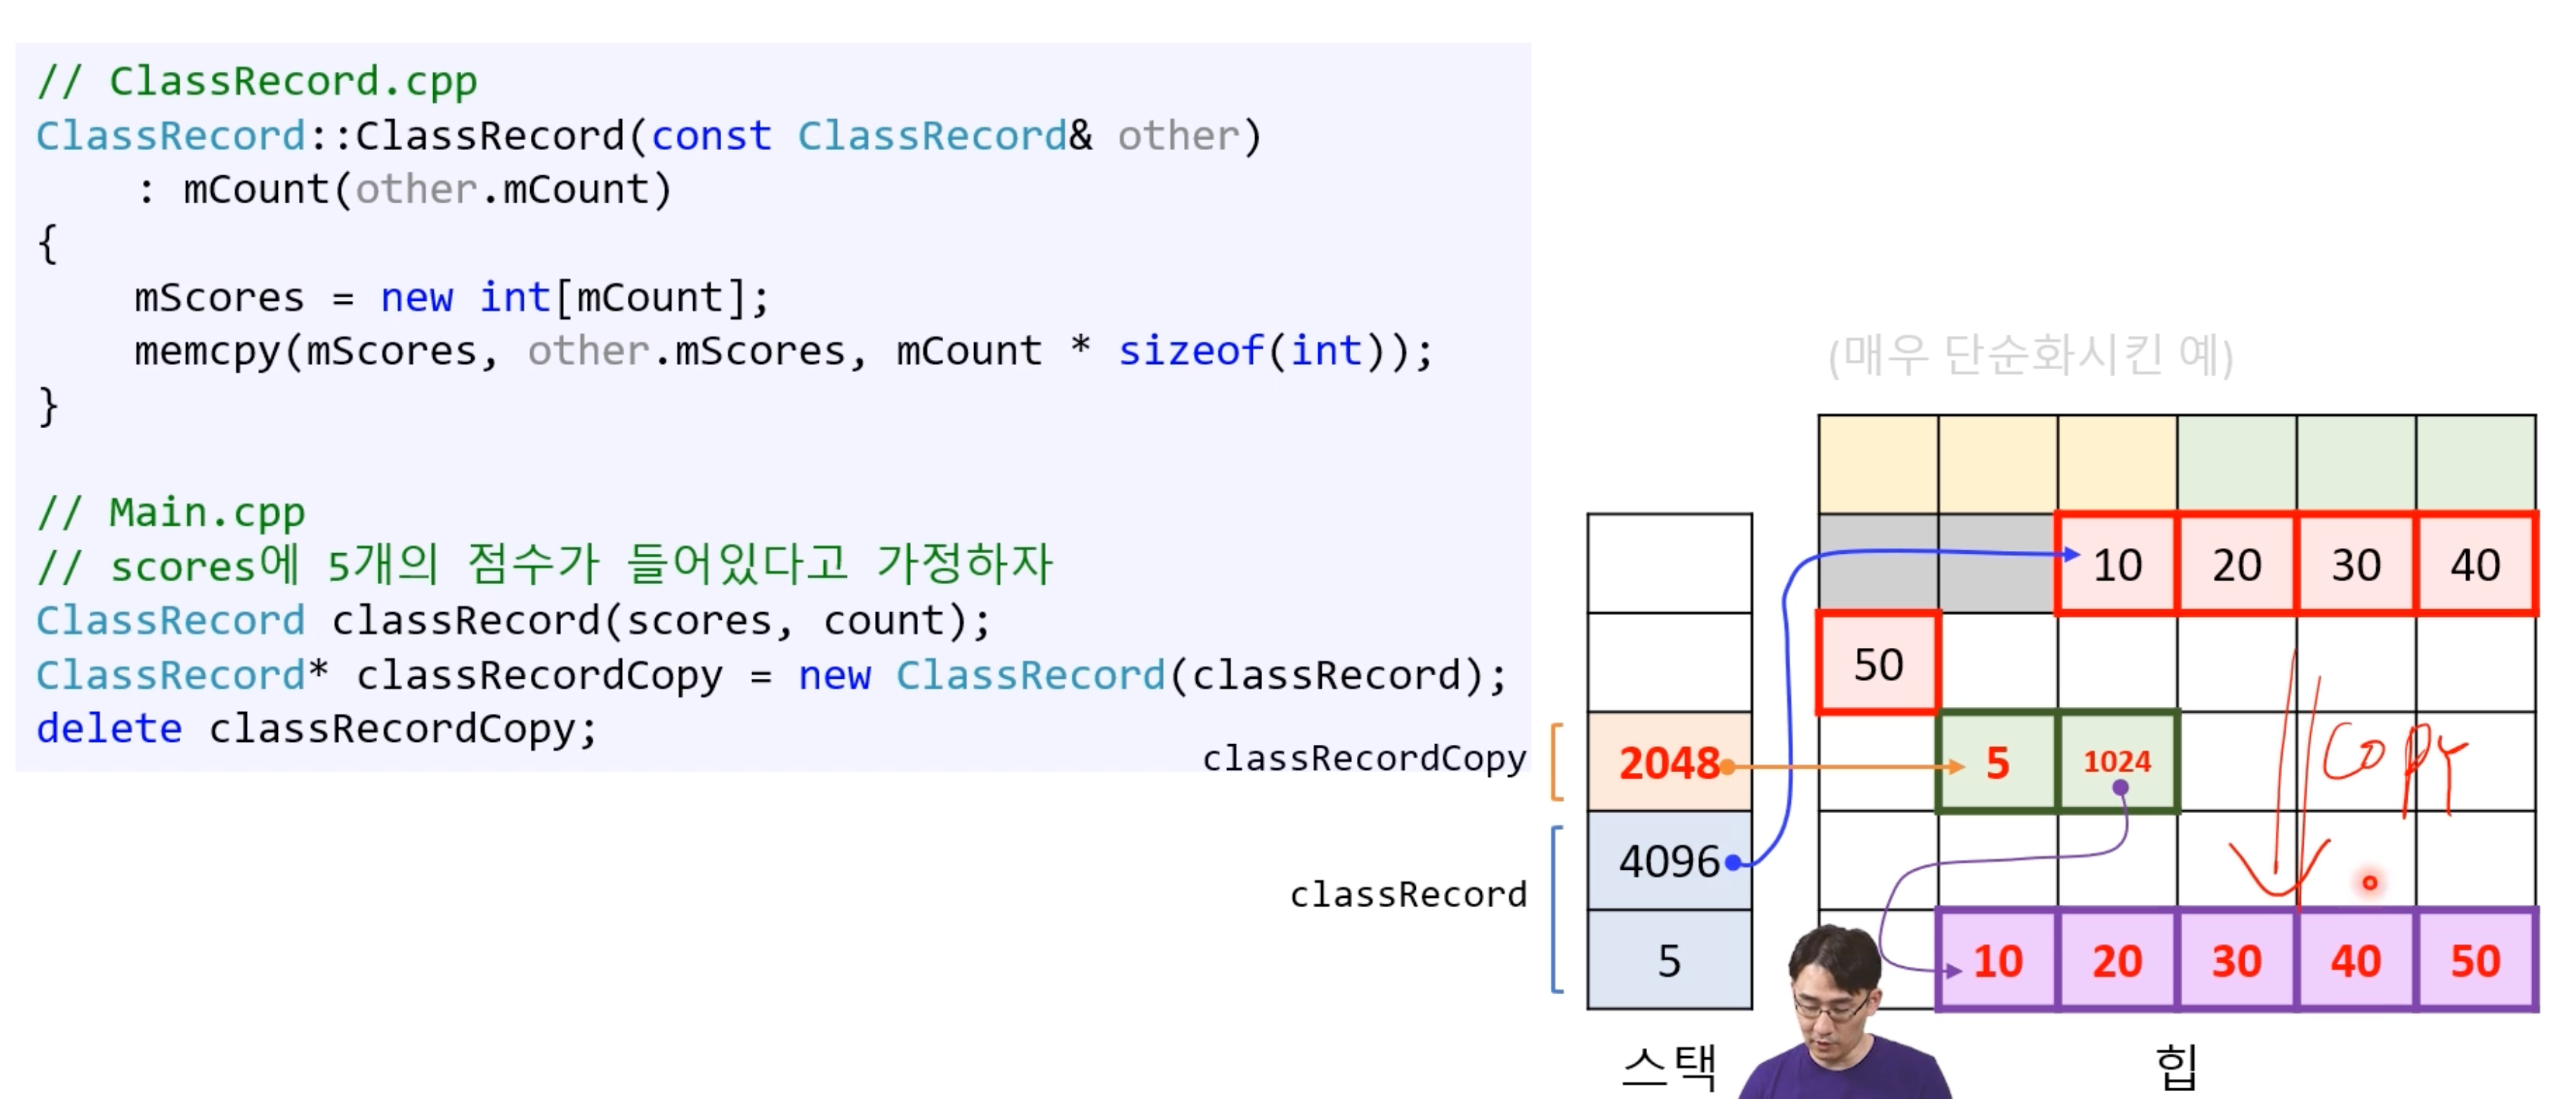 // ClassRecord.cpp
ClassRecord::ClassRecord(const ClassRecord& other)
    : mCount(other.mCount)
{
    mScores = new int[mCount];
    memcpy(mScores, other.mScores, mCount * sizeof(int));
}
// Main.cpp
// scores에 5개의 점수가 들어있다고 가정하자
ClassRecord classRecord(scores, count);
ClassRecord* classRecordCopy = new ClassRecord(classRecord);
delete classRecordCopy;
(매우 단순화시킨 예)
10 20 30 40
50
classRecordCopy 2048 5 1024
Copy
4096
classRecord
5 10 20 30 40 50
스택 힙